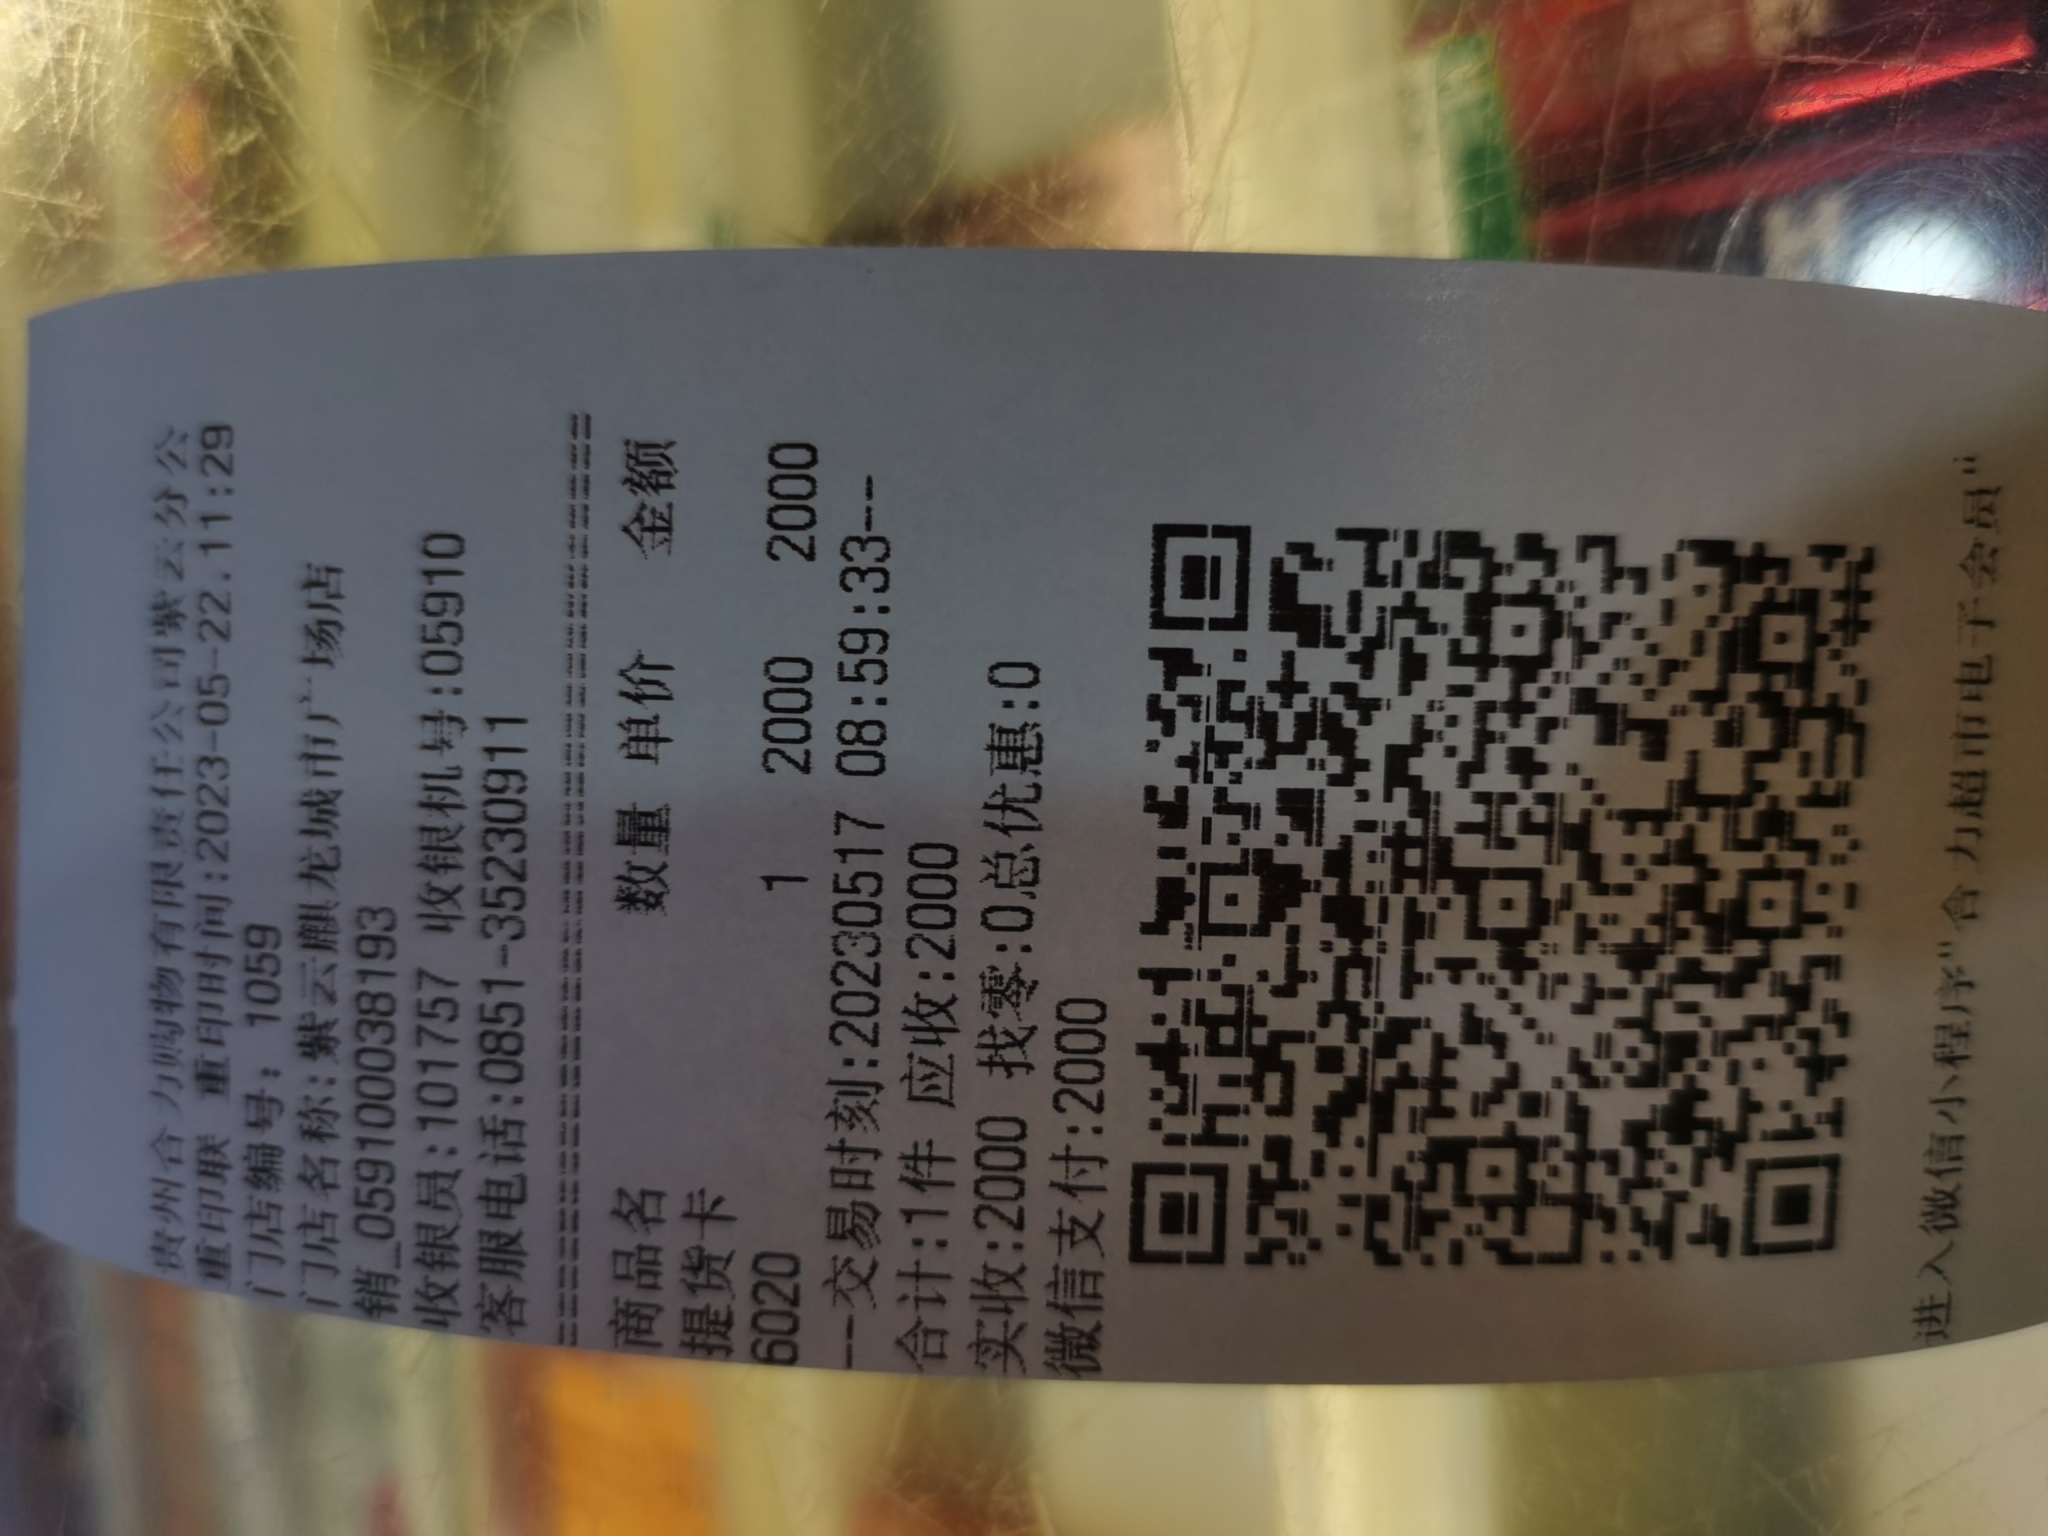 贵州合力购物有限责任公司紫云分公
重印联 重印时间:2023-05-22.11:29
门店编号: 1059
门店名称:紫云麒龙城市广场店
销_0591000038193
收银员:101757 收银机号:059910
客服电话:0851-35230911
==============================
商品名 数量 单价 金额
提货卡
6020 1 2000 2000
--交易时刻:20230517 08:59:33---
合计:1件 应收:2000
实收:2000 找零:0总优惠:0
微信支付:2000
进入微信小程序"合力超市电子会员"